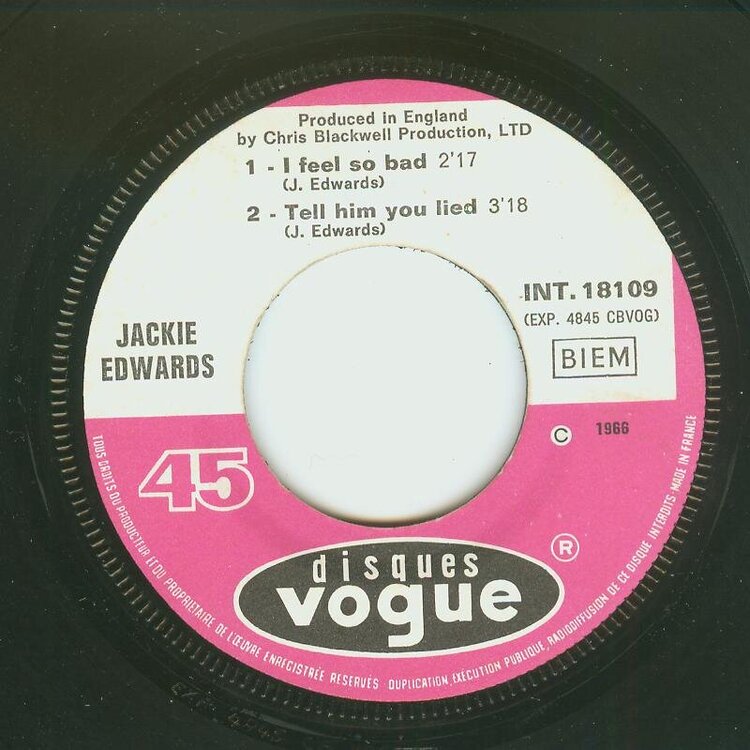 Produced in England
by Chris Blackwell Production, LTD
1 - I feel so bad 2'17
(J. Edwards)
2 - Tell him you lied 3'18
(J. Edwards)
INT. 18109
(EXP. 4845 CBVOG)
BIEM
JACKIE
EDWARDS
© 1966
45
disques
vogue
®
TOUS DROITS DU PRODUCTEUR ET DU PROPRIETAIRE DE L'ŒUVRE ENREGISTRÉE RESERVES - DUPLICATION, EXÉCUTION PUBLIQUE, RADIODIFFUSION DE CE DISQUE INTERDITS - MADE IN FRANCE